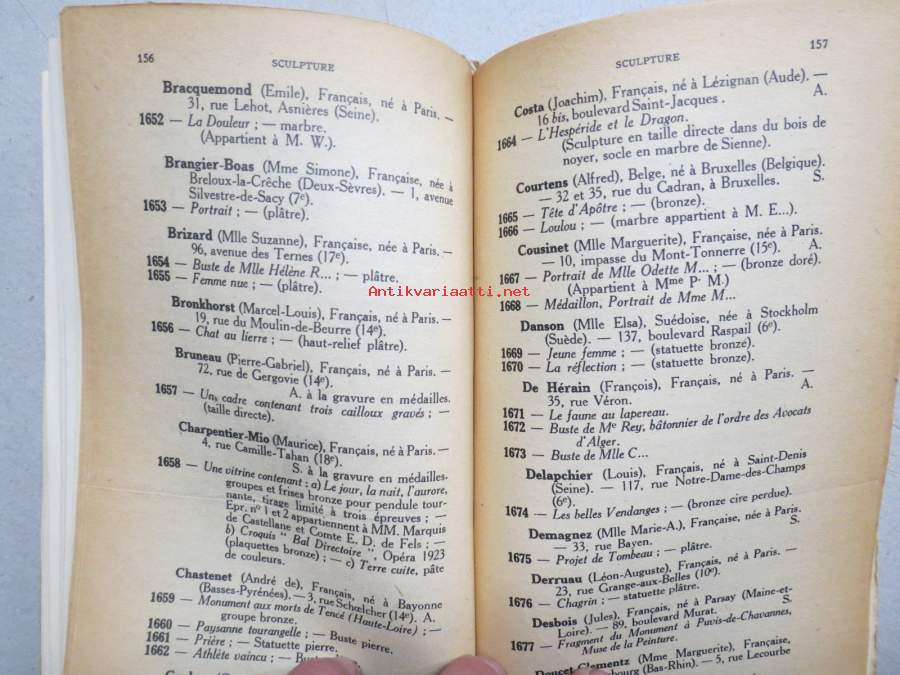 156
SCULPTURE
Bracquemond (Emile), Français, né à Paris. —
31, rue Lehot, Asnières (Seine).
1652 — La Douleur ; — marbre.
(Appartient à M. W.).
Brangier-Boas (Mme Simone), Française, née à
Breloux-la-Crêche (Deux-Sèvres). — 1, avenue
Silvestre-de-Sacy (7e).
1653 — Portrait ; — (plâtre).
Brizard (Mlle Suzanne), Française, née à Paris. —
96, avenue des Ternes (17e).
1654 — Buste de Mlle Hélène R... ; — plâtre.
1655 — Femme nue ; — (plâtre).
Bronkhorst (Marcel-Louis), Français, né à Paris. —
19, rue du Moulin-de-Beurre (14e).
1656 — Chat au lierre ; — (haut-relief plâtre).
Bruneau (Pierre-Gabriel), Français, né à Paris. —
72, rue de Gergovie (14e).
A. à la gravure en médailles.
1657 — Un cadre contenant trois cailloux gravés ; —
(taille directe).
Charpentier-Mio (Maurice), Français, né à Paris. —
4, rue Camille-Tahan (18e).
S. à la gravure en médailles.
1658 — Une vitrine contenant : a) Le jour, la nuit, l'aurore,
groupes et frises bronze pour pendule tour-
nante, tirage limité à trois épreuves ; —
Epr. nº 1 et 2 appartiennent à MM. Marquis
de Castellane et Comte E. D. de Fels ; —
b) Croquis " Bal Directoire ", Opéra 1923
(plaquettes bronze) ; — c) Terre cuite, pâte
de couleurs.
Chastenet (André de), Français, né à Bayonne
(Basses-Pyrénées). — 3, rue Schœlcher (14e). A.
1659 — Monument aux morts de Tencé (Haute-Loire) ; —
groupe bronze.
1660 — Paysanne tourangelle ; — Buste pierre.
1661 — Prière ; — Statuette pierre.
1662 — Athlète vaincu ; —
157
SCULPTURE
Costa (Joachim), Français, né à Lézignan (Aude). —
16 bis, boulevard Saint-Jacques. A.
1664 — L'Hespéride et le Dragon.
(Sculpture en taille directe dans du bois de
noyer, socle en marbre de Sienne).
Courtens (Alfred), Belge, né à Bruxelles (Belgique).
— 32 et 35, rue du Cadran, à Bruxelles. S.
1665 — Tête d'Apôtre ; — (bronze).
1666 — Loulou ; — (marbre appartient à M. E...).
Cousinet (Mlle Marguerite), Française, née à Paris.
— 10, impasse du Mont-Tonnerre (15e). A.
1667 — Portrait de Mlle Odette M... ; — (bronze doré).
(Appartient à Mme P. M.)
1668 — Médaillon, Portrait de Mme M...
Danson (Mlle Elsa), Suédoise, née à Stockholm
(Suède). — 137, boulevard Raspail (6e).
1669 — Jeune femme ; — (statuette bronze).
1670 — La réflection ; — (statuette bronze).
De Hérain (François), Français, né à Paris. —
35, rue Véron. A.
1671 — Le faune au lapereau.
1672 — Buste de Me Rey, bâtonnier de l'ordre des Avocats
d'Alger.
1673 — Buste de Mlle C...
Delapchier (Louis), Français, né à Saint-Denis
(Seine). — 117, rue Notre-Dame-des-Champs
(6e).
1674 — Les belles Vendanges ; — (bronze cire perdue).
Demagnez (Mlle Marie-A.), Française, née à Paris.
— 33, rue Bayen. S.
1675 — Projet de Tombeau ; — plâtre.
Derruau (Léon-Auguste), Français, né à Paris. —
23, rue Grange-aux-Belles (10e).
1676 — Chagrin ; — statuette plâtre.
Desbois (Jules), Français, né à Parsay (Maine-et-
Loire). — 89, boulevard Murat. S.
1677 — Fragment du Monument à Puvis-de-Chavannes,
Muse de la Peinture.
Doucet-Clementz (Mme Marguerite), Française,
(Bas-Rhin). — 5, rue Lecourbe
Antikvariaatti.net